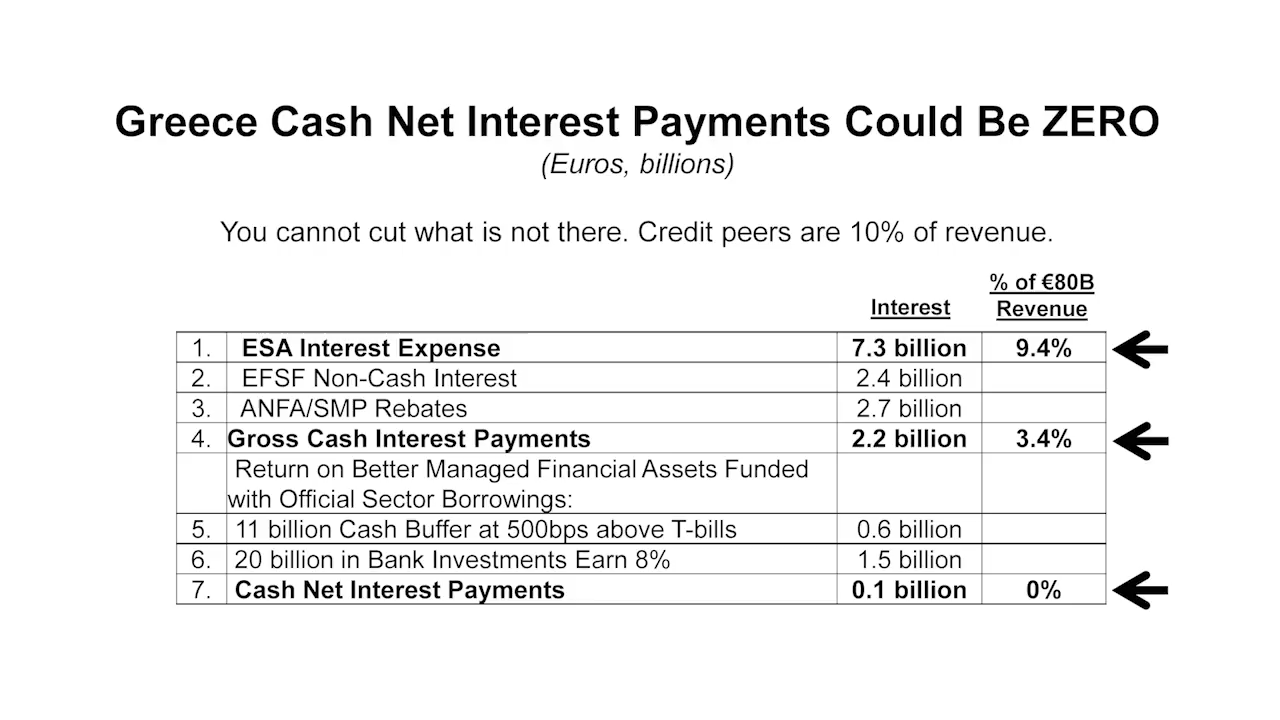 Greece Cash Net Interest Payments Could Be ZERO
(Euros, billions)
You cannot cut what is not there. Credit peers are 10% of revenue.
Interest % of €80B Revenue
1. ESA Interest Expense 7.3 billion 9.4%
2. EFSF Non-Cash Interest 2.4 billion
3. ANFA/SMP Rebates 2.7 billion
4. Gross Cash Interest Payments 2.2 billion 3.4%
Return on Better Managed Financial Assets Funded
with Official Sector Borrowings:
5. 11 billion Cash Buffer at 500bps above T-bills 0.6 billion
6. 20 billion in Bank Investments Earn 8% 1.5 billion
7. Cash Net Interest Payments 0.1 billion 0%